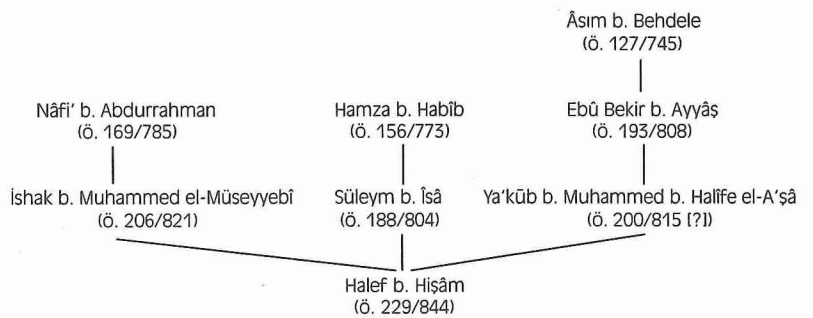 Âsım b. Behdele
(ö. 127/745)
Nâfi' b. Abdurrahman
(ö. 169/785)
Hamza b. Habîb
(ö. 156/773)
Ebû Bekir b. Ayyâş
(ö. 193/808)
İshak b. Muhammed el-Müseyyebî
(ö. 206/821)
Süleym b. Îsâ
(ö. 188/804)
Ya'kūb b. Muhammed b. Halîfe el-A'şâ
(ö. 200/815 [?])
Halef b. Hişâm
(ö. 229/844)